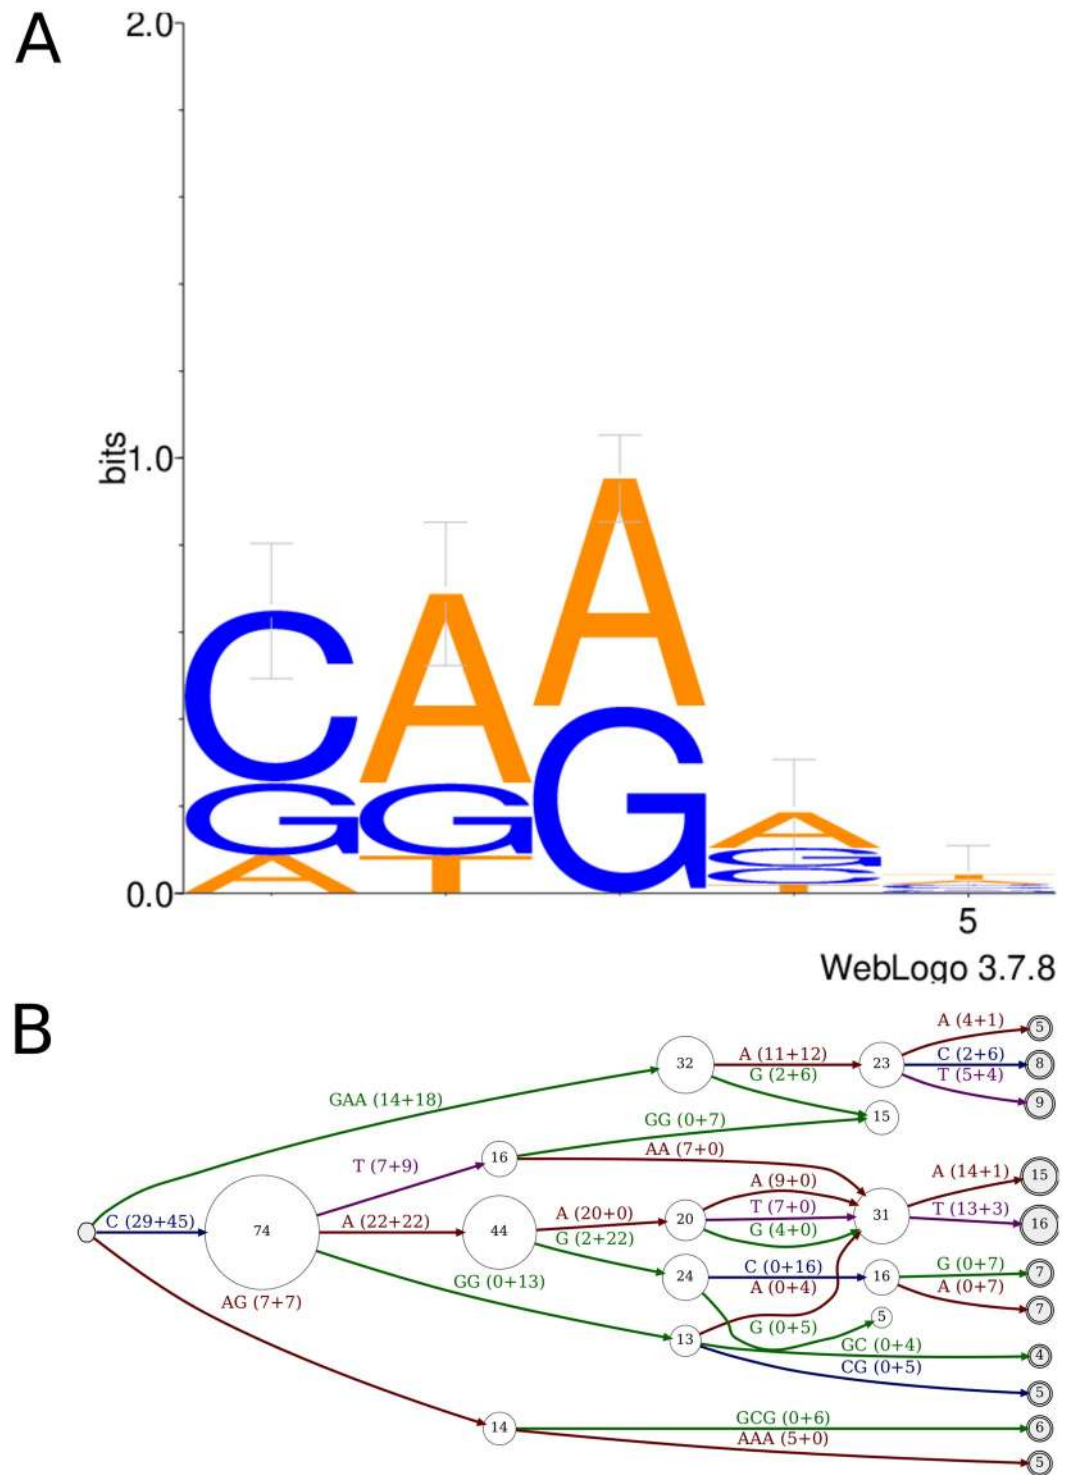 A
2.0
bits
1.0
0.0
C
G
A
A
G
T
A
G
A
G
C
T
5
WebLogo 3.7.8
B
A (4+1)
5
32
A (11+12)
23
C (2+6)
8
G (2+6)
T (5+4)
9
GAA (14+18)
GG (0+7)
15
T (7+9)
16
AA (7+0)
A (9+0)
A (14+1)
15
C (29+45)
74
A (22+22)
44
A (20+0)
20
T (7+0)
31
T (13+3)
16
G (2+22)
G (4+0)
GG (0+13)
24
C (0+16)
16
G (0+7)
7
A (0+4)
A (0+7)
7
AG (7+7)
13
G (0+5)
5
GC (0+4)
4
CG (0+5)
5
14
GCG (0+6)
6
AAA (5+0)
5